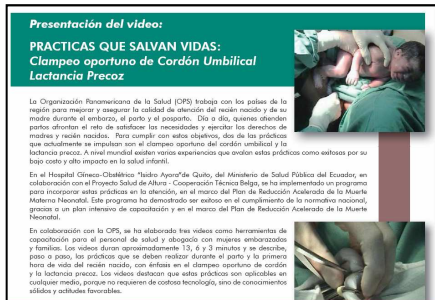 Presentación del video:
PRACTICAS QUE SALVAN VIDAS:
Clampeo oportuno de Cordón Umbilical
Lactancia Precoz
La Organización Panamericana de la Salud (OPS) trabaja con los países de la
región para mejorar y asegurar la calidad de atención del recién nacido y de su
madre durante el embarazo, el parto y el posparto. Día a día, quienes atienden
partos afrontan el reto de satisfacer las necesidades y ejercitar los derechos de
madres y recién nacidos. Para cumplir con estos objetivos, dos de las prácticas
que actualmente se impulsan son el clampeo oportuno del cordón umbilical y la
lactancia precoz. A nivel mundial existen varias experiencias que avalan estas prácticas como exitosas por su
bajo costo y alto impacto en la salud infantil.
En el Hospital Gíneco-Obstétrico "Isidro Ayora"de Quito, del Ministerio de Salud Pública del Ecuador, en
colaboración con el Proyecto Salud de Altura - Cooperación Técnica Belga, se ha implementado un programa
para incorporar estas prácticas en la atención, en el marco del Plan de Reducción Acelerado de la Muerte
Materna Neonatal. Este programa ha demostrado ser exitoso en el cumplimiento de la normativa nacional,
gracias a un plan intensivo de capacitación y en el marco del Plan de Reducción Acelerado de la Muerte
Neonatal.
En colaboración con la OPS, se ha elaborado tres videos como herramientas de
capacitación para el personal de salud y abogacía con mujeres embarazadas
y familias. Los videos duran aproximadamente 13, 6 y 3 minutos y se describe,
paso a paso, las prácticas que se deben realizar durante el parto y la primera
hora de vida del recién nacido, con énfasis en el clampeo oportuno de cordón
y la lactancia precoz. Los videos destacan que estas prácticas son aplicables en
cualquier medio, porque no requieren de costosa tecnología, sino de conocimientos
sólidos y actitudes favorables.